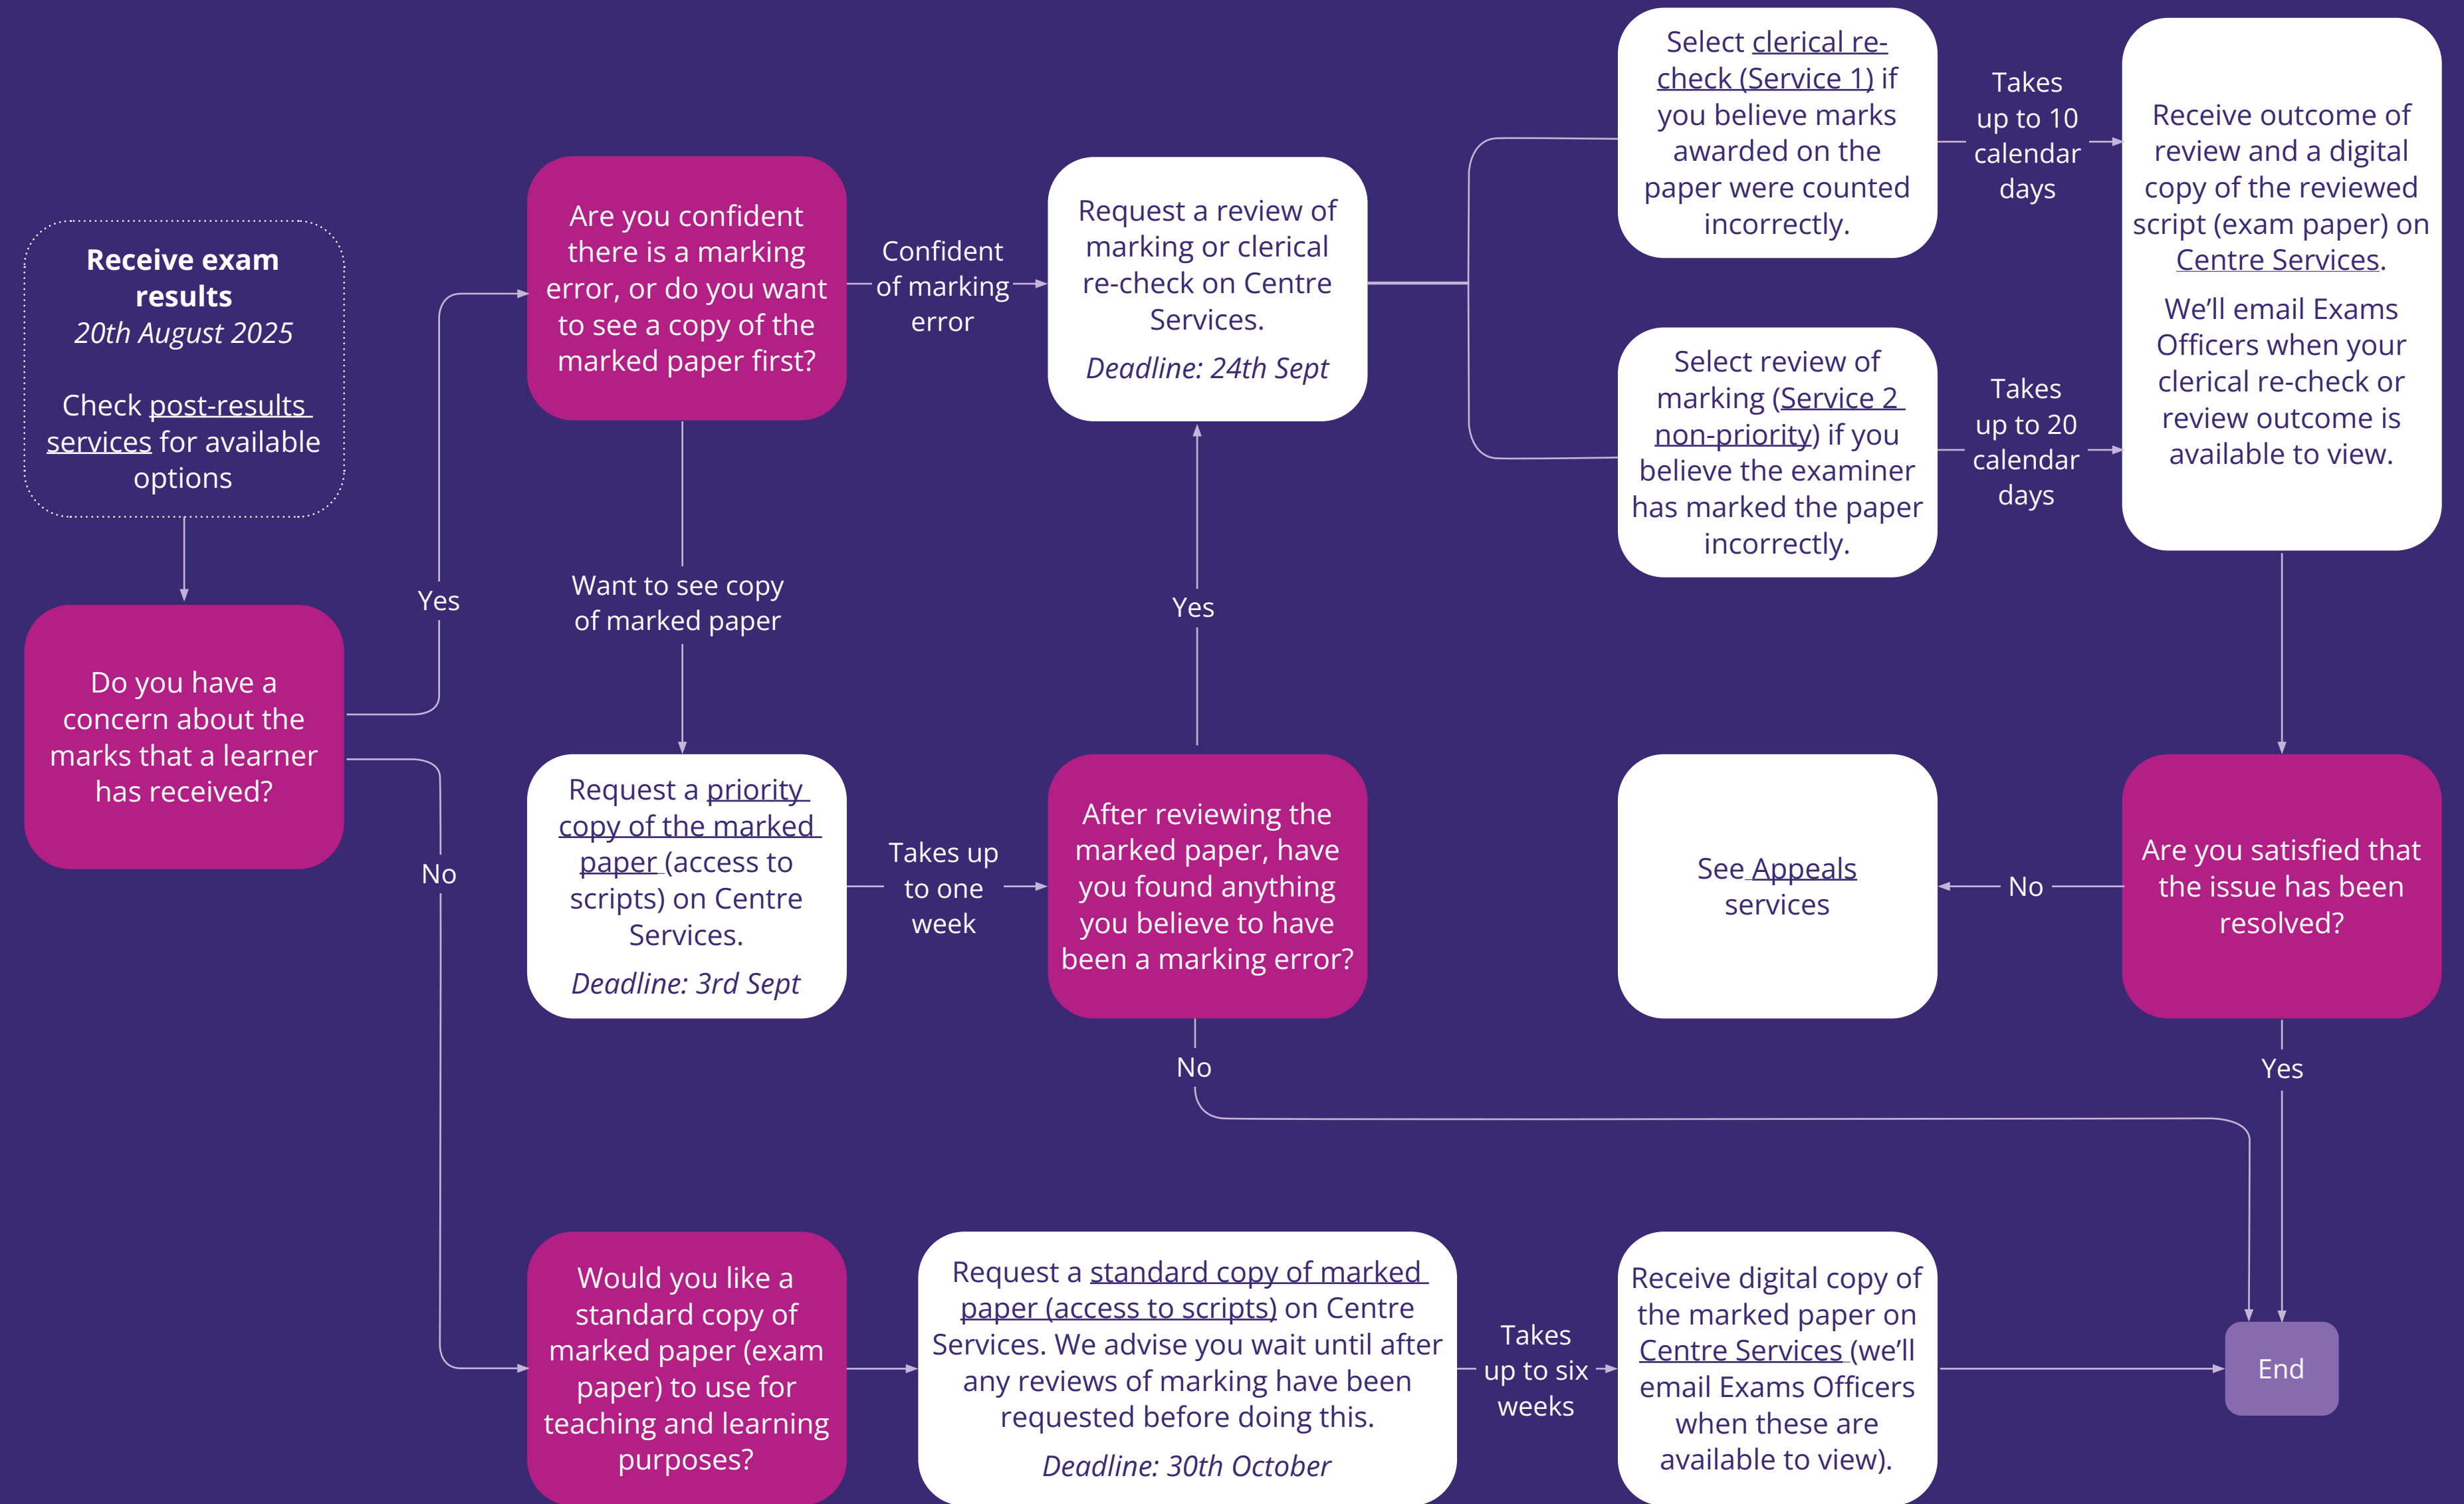 Receive exam
results
20th August 2025
Check post-results
services for available
options
Do you have a
concern about the
marks that a learner
has received?
Yes
No
Are you confident
there is a marking
error, or do you want
to see a copy of the
marked paper first?
Confident
of marking
error
Want to see copy
of marked paper
Request a review of
marking or clerical
re-check on Centre
Services.
Deadline: 24th Sept
Select clerical re-
check (Service 1) if
you believe marks
awarded on the
paper were counted
incorrectly.
Takes
up to 10
calendar
days
Select review of
marking (Service 2
non-priority) if you
believe the examiner
has marked the paper
incorrectly.
Takes
up to 20
calendar
days
Receive outcome of
review and a digital
copy of the reviewed
script (exam paper) on
Centre Services.
We’ll email Exams
Officers when your
clerical re-check or
review outcome is
available to view.
Request a priority
copy of the marked
paper (access to
scripts) on Centre
Services.
Deadline: 3rd Sept
Takes up
to one
week
After reviewing the
marked paper, have
you found anything
you believe to have
been a marking error?
Yes
No
See Appeals
services
No
Are you satisfied that
the issue has been
resolved?
Yes
Would you like a
standard copy of
marked paper (exam
paper) to use for
teaching and learning
purposes?
Request a standard copy of marked
paper (access to scripts) on Centre
Services. We advise you wait until after
any reviews of marking have been
requested before doing this.
Deadline: 30th October
Takes
up to six
weeks
Receive digital copy of
the marked paper on
Centre Services (we’ll
email Exams Officers
when these are
available to view).
End